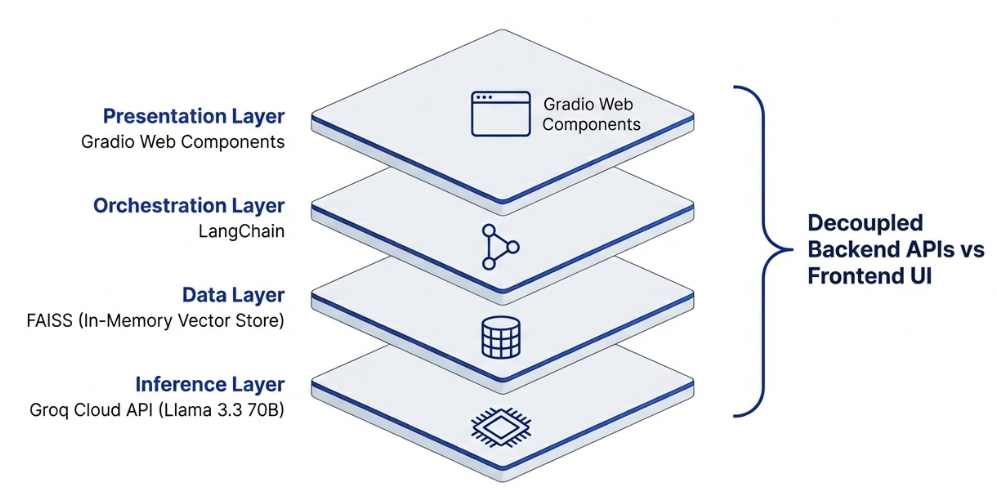 Presentation Layer
Gradio Web Components
Gradio Web
Components
Orchestration Layer
LangChain
Data Layer
FAISS (In-Memory Vector Store)
Inference Layer
Groq Cloud API (Llama 3.3 70B)
Decoupled
Backend APIs vs
Frontend UI